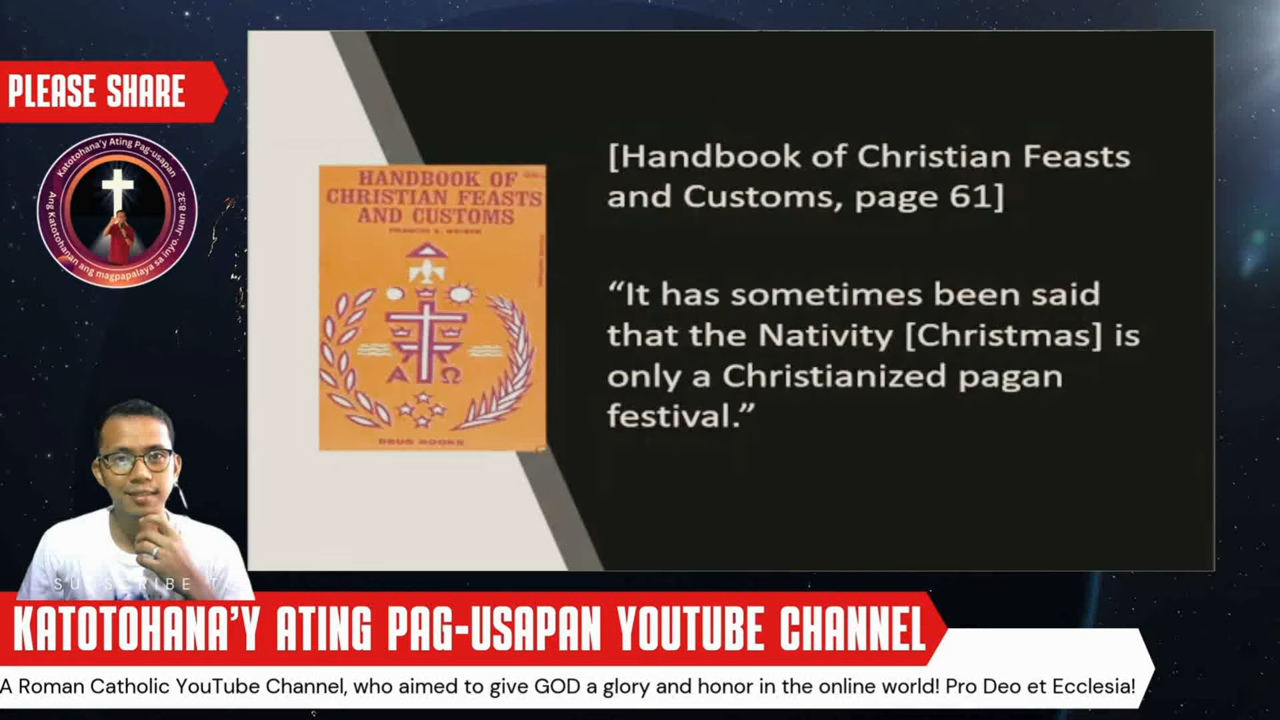 PLEASE SHARE
Katotohana'y Ating Pag-usapan
Ang Katotohanan ang magpapalaya sa inyo. Juan 8:32
HANDBOOK OF
CHRISTIAN FEASTS
AND CUSTOMS
FRANCIS X. WEISER
Α Ω
[Handbook of Christian Feasts
and Customs, page 61]
“It has sometimes been said
that the Nativity [Christmas] is
only a Christianized pagan
festival.”
KATOTOHANA'Y ATING PAG-USAPAN YOUTUBE CHANNEL
A Roman Catholic YouTube Channel, who aimed to give GOD a glory and honor in the online world! Pro Deo et Ecclesia!